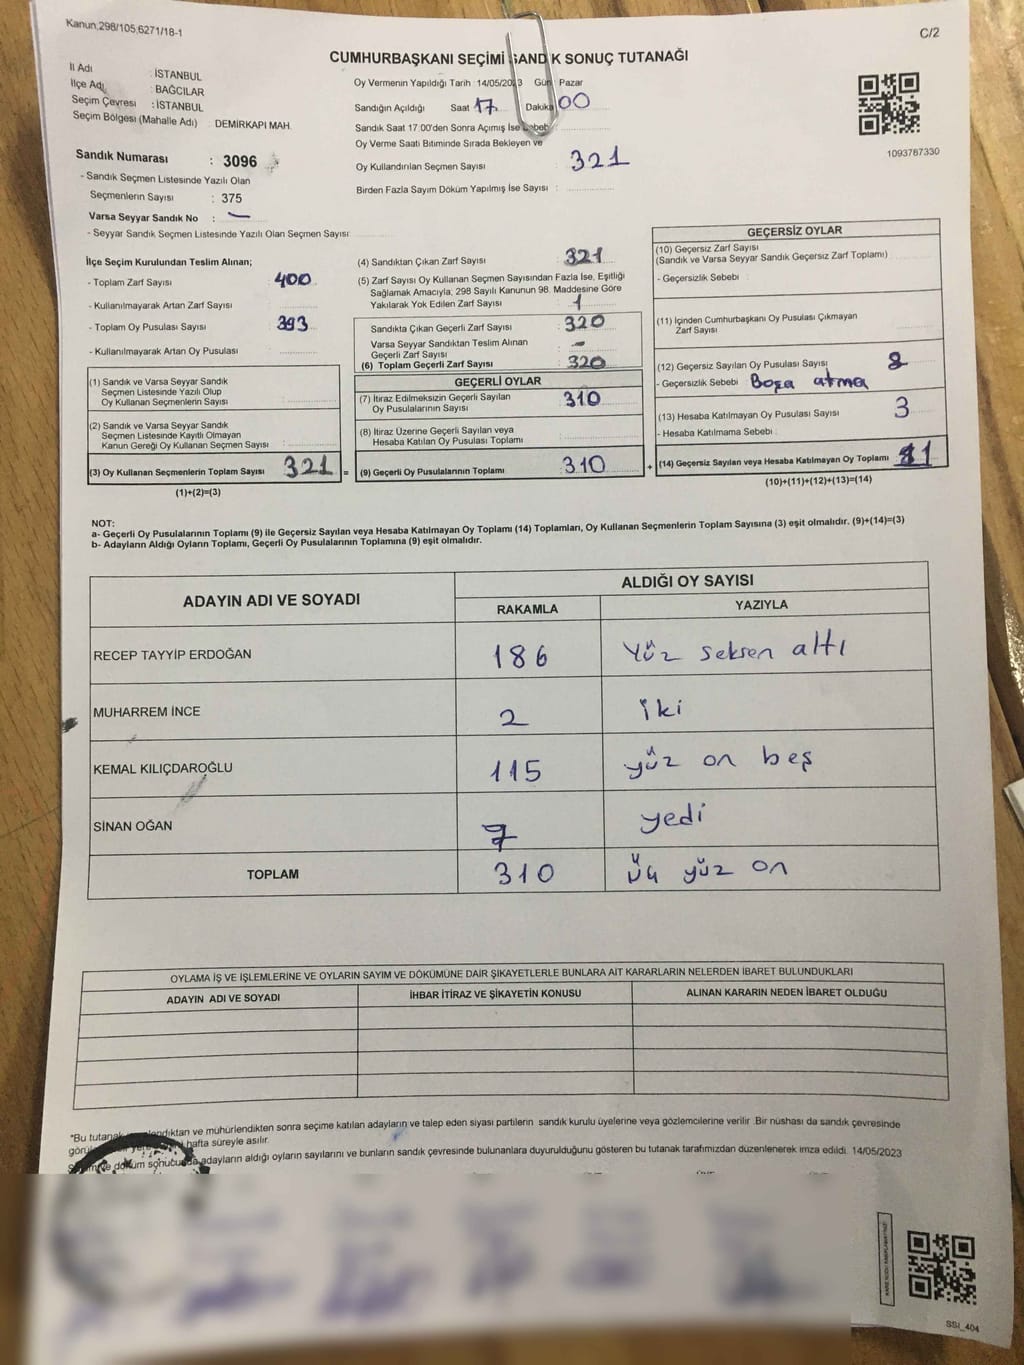 Kanun;298/105,6271/18-1
C/2
CUMHURBAŞKANI SEÇİMİ SANDIK SONUÇ TUTANAĞI
İl Adı : İSTANBUL
İlçe Adı : BAĞCILAR
Seçim Çevresi : İSTANBUL
Seçim Bölgesi (Mahalle Adı) DEMİRKAPI MAH.
Sandık Numarası : 3096
- Sandık Seçmen Listesinde Yazılı Olan
Seçmenlerin Sayısı : 375
Varsa Seyyar Sandık No : —
- Seyyar Sandık Seçmen Listesinde Yazılı Olan Seçmen Sayısı:
Oy Vermenin Yapıldığı Tarih :14/05/2023 Gün: Pazar
Sandığın Açıldığı Saat 17 Dakika 00
Sandık Saat 17:00'den Sonra Açımış İse Sebebi
Oy Verme Saati Bitiminde Sırada Bekleyen ve
Oy Kullandırılan Seçmen Sayısı : 321
Birden Fazla Sayım Döküm Yapılmış İse Sayısı :
1093767330
İlçe Seçim Kurulundan Teslim Alınan;
- Toplam Zarf Sayısı : 400
- Kullanılmayarak Artan Zarf Sayısı :
- Toplam Oy Pusulası Sayısı : 393
- Kullanılmayarak Artan Oy Pusulası :
(1) Sandık ve Varsa Seyyar Sandık
Seçmen Listesinde Yazılı Olup
Oy Kullanan Seçmenlerin Sayısı :
(2) Sandık ve Varsa Seyyar Sandık
Seçmen Listesinde Kayıtlı Olmayan
Kanun Gereği Oy Kullanan Seçmen Sayısı :
(3) Oy Kullanan Seçmenlerin Toplam Sayısı : 321 =
(1)+(2)=(3)
(4) Sandıktan Çıkan Zarf Sayısı : 321
(5) Zarf Sayısı Oy Kullanan Seçmen Sayısından Fazla İse, Eşitliği
Sağlamak Amacıyla; 298 Sayılı Kanunun 98. Maddesine Göre
Yakılarak Yok Edilen Zarf Sayısı : 1
Sandıkta Çıkan Geçerli Zarf Sayısı : 320
Varsa Seyyar Sandıktan Teslim Alınan
Geçerli Zarf Sayısı : -
(6) Toplam Geçerli Zarf Sayısı : 320
GEÇERLİ OYLAR
(7) İtiraz Edilmeksizin Geçerli Sayılan
Oy Pusulalarının Sayısı : 310
(8) İtiraz Üzerine Geçerli Sayılan veya
Hesaba Katılan Oy Pusulası Toplamı :
(9) Geçerli Oy Pusulalarının Toplamı : 310 +
GEÇERSİZ OYLAR
(10) Geçersiz Zarf Sayısı
(Sandık ve Varsa Seyyar Sandık Geçersiz Zarf Toplamı)
- Geçersizlik Sebebi :
(11) İçinden Cumhurbaşkanı Oy Pusulası Çıkmayan
Zarf Sayısı
(12) Geçersiz Sayılan Oy Pusulası Sayısı : 8
- Geçersizlik Sebebi Boşa atma
(13) Hesaba Katılmayan Oy Pusulası Sayısı : 3
- Hesaba Katılmama Sebebi :
(14) Geçersiz Sayılan veya Hesaba Katılmayan Oy Toplamı : 11
(10)+(11)+(12)+(13)=(14)
NOT:
a- Geçerli Oy Pusulalarının Toplamı (9) ile Geçersiz Sayılan veya Hesaba Katılmayan Oy Toplamı (14) Toplamları, Oy Kullanan Seçmenlerin Toplam Sayısına (3) eşit olmalıdır. (9)+(14)=(3)
b- Adayların Aldığı Oyların Toplamı, Geçerli Oy Pusulalarının Toplamına (9) eşit olmalıdır.
ADAYIN ADI VE SOYADI
ALDIĞI OY SAYISI
RAKAMLA YAZIYLA
RECEP TAYYİP ERDOĞAN 186 Yüz seksen altı
MUHARREM İNCE 2 iki
KEMAL KILIÇDAROĞLU 115 yüz on beş
SİNAN OĞAN 7 yedi
TOPLAM 310 üç yüz on
OYLAMA İŞ VE İŞLEMLERİNE VE OYLARIN SAYIM VE DÖKÜMÜNE DAİR ŞİKAYETLERLE BUNLARA AİT KARARLARIN NELERDEN İBARET BULUNDUKLARI
ADAYIN ADI VE SOYADI İHBAR İTİRAZ VE ŞİKAYETİN KONUSU ALINAN KARARIN NEDEN İBARET OLDUĞU
"Bu tutanak ve mühürlendikten sonra seçime katılan adayların ve talep eden siyasi partilerin sandık kurulu üyelerine veya gözlemcilerine verilir. Bir nüshası da sandık çevresinde
hafta süreyle asılır.
döküm sonucunda adayların aldığı oyların sayılarını ve bunların sandık çevresinde bulunanlara duyurulduğunu gösteren bu tutanak tarafımızdan düzenlenerek imza edildi. 14/05/2023
SSI_404